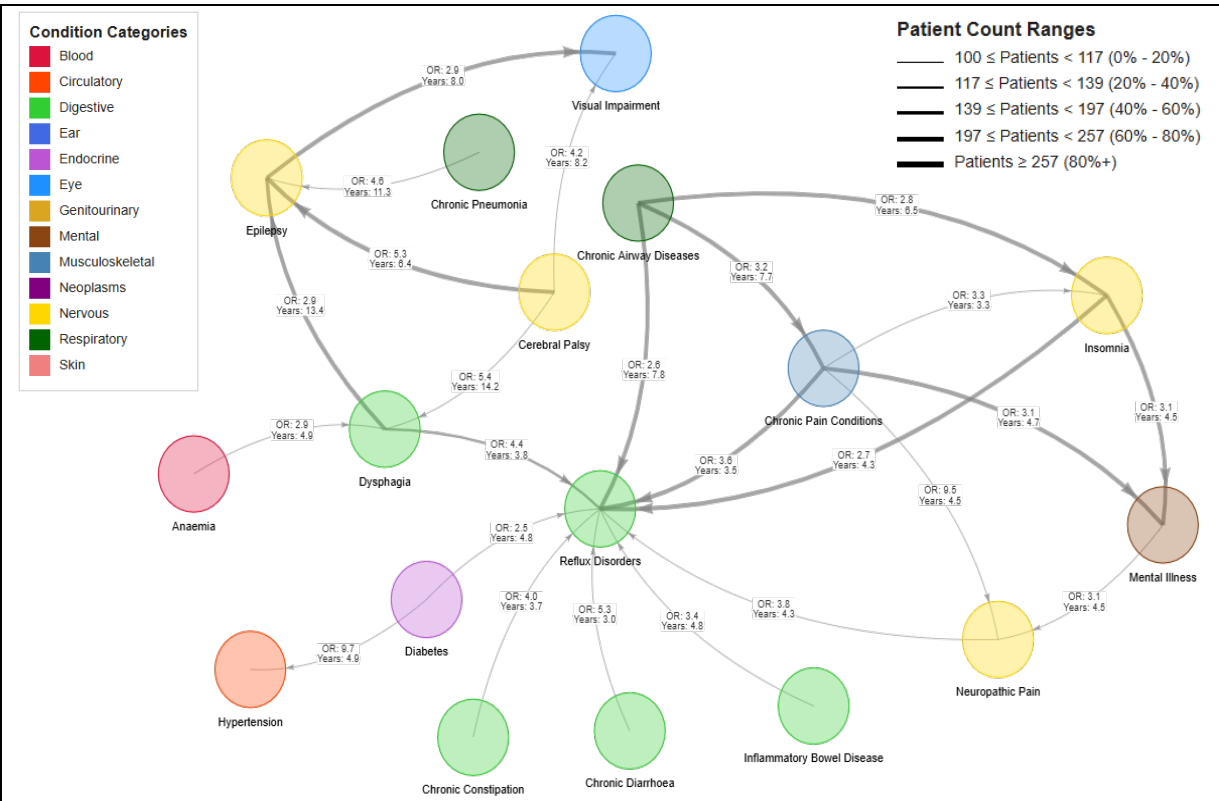 Condition Categories
Blood
Circulatory
Digestive
Ear
Endocrine
Eye
Genitourinary
Mental
Musculoskeletal
Neoplasms
Nervous
Respiratory
Skin
Patient Count Ranges
100 ≤ Patients < 117 (0% - 20%)
117 ≤ Patients < 139 (20% - 40%)
139 ≤ Patients < 197 (40% - 60%)
197 ≤ Patients < 257 (60% - 80%)
Patients ≥ 257 (80%+)
OR: 2.9
Years: 8.0
Visual Impairment
OR: 4.2
Years: 8.2
OR: 4.6
Years: 11.3
Chronic Pneumonia
Epilepsy
OR: 2.8
Years: 6.5
Chronic Airway Diseases
OR: 5.3
Years: 6.4
OR: 3.2
Years: 7.7
OR: 2.9
Years: 13.4
OR: 3.3
Years: 3.3
Cerebral Palsy
Insomnia
OR: 5.4
Years: 14.2
OR: 2.6
Years: 7.8
Chronic Pain Conditions
OR: 3.1
Years: 4.7
OR: 3.1
Years: 4.5
OR: 2.9
Years: 4.9
OR: 4.4
Years: 3.8
OR: 3.6
Years: 3.5
OR: 2.7
Years: 4.3
Dysphagia
Anaemia
OR: 9.5
Years: 4.5
OR: 2.5
Years: 4.8
Reflux Disorders
Mental Illness
OR: 4.0
Years: 3.7
OR: 5.3
Years: 3.0
OR: 3.4
Years: 4.8
OR: 3.8
Years: 4.3
OR: 3.1
Years: 4.5
OR: 9.7
Years: 4.9
Diabetes
Neuropathic Pain
Hypertension
Inflammatory Bowel Disease
Chronic Constipation
Chronic Diarrhoea